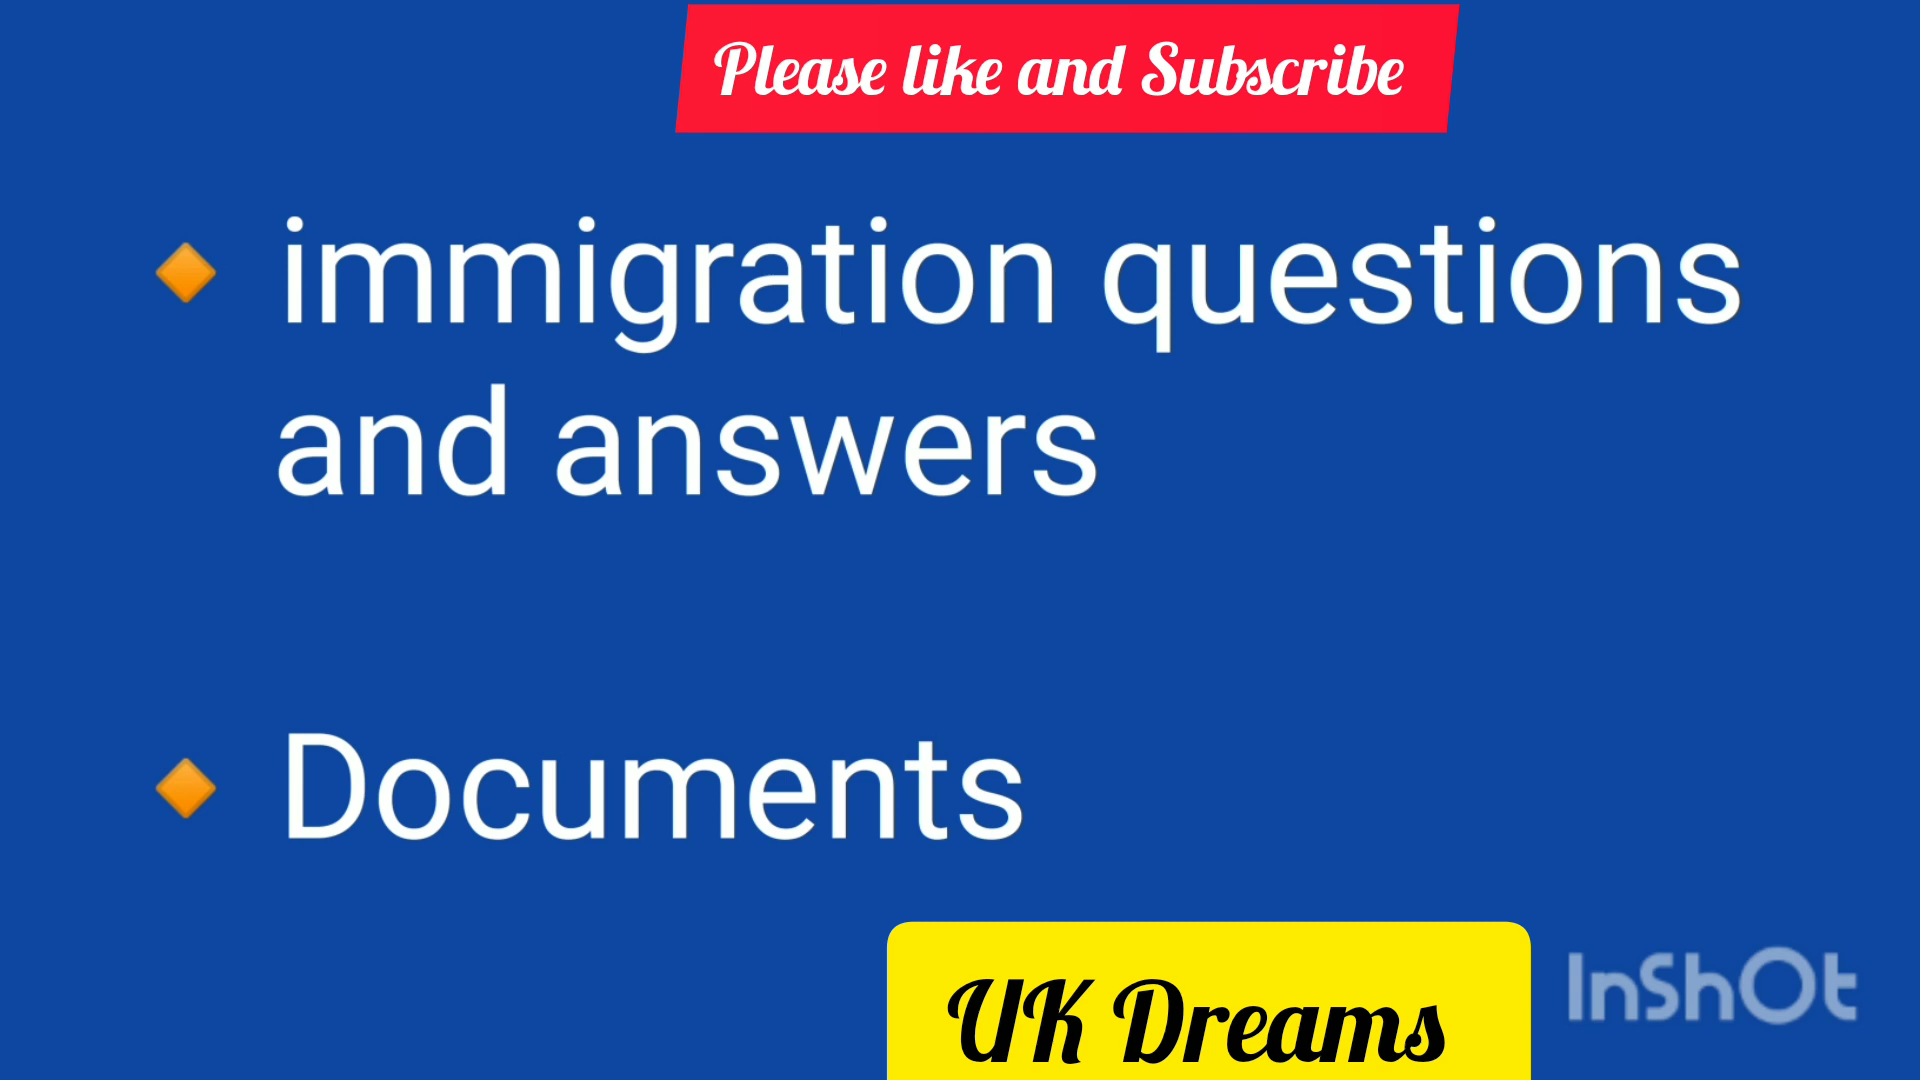 Please like and Subscribe
🔸 immigration questions
and answers
🔸 Documents
UK Dreams
InShOt